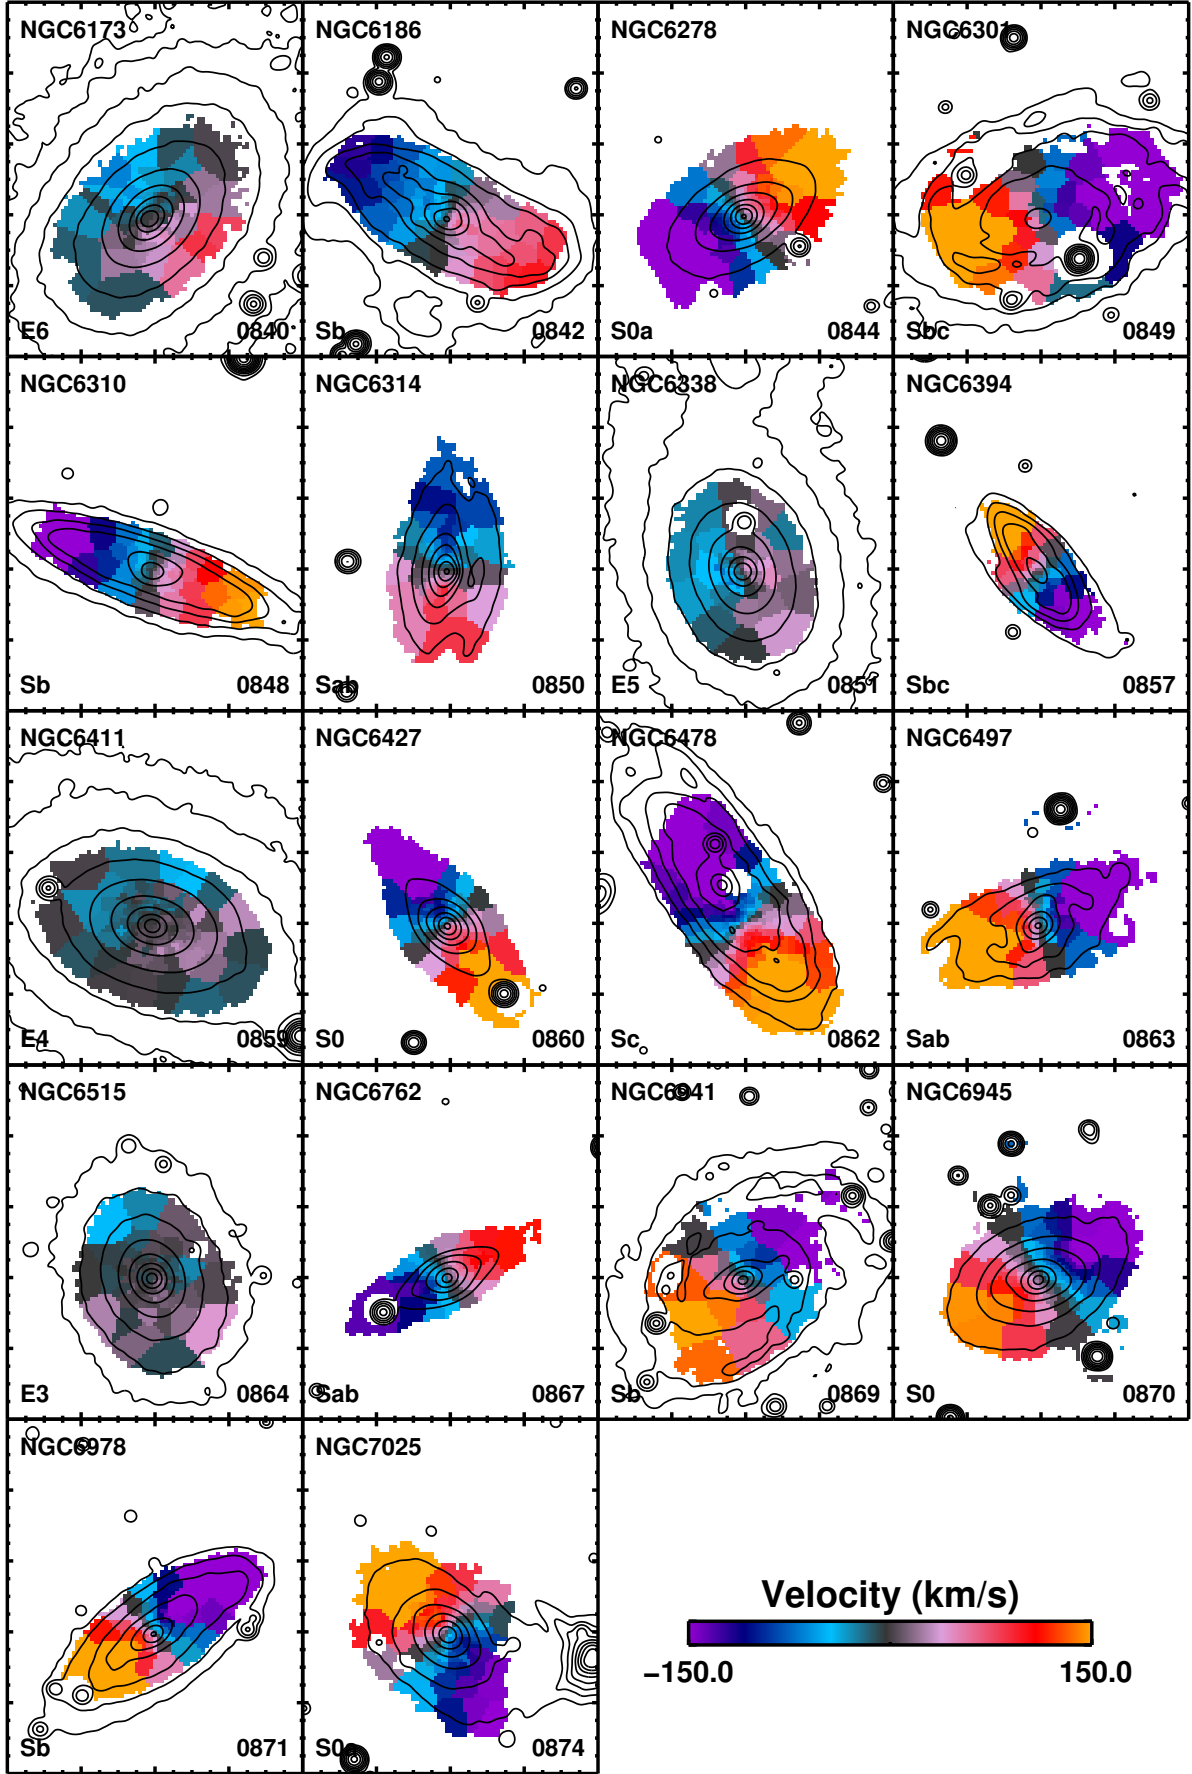 NGC6173 NGC6186 NGC6278 NGC6301
E6 0840 Sb 0842 S0a 0844 Sbc 0849
NGC6310 NGC6314 NGC6338 NGC6394
Sb 0848 Sab 0850 E5 0851 Sbc 0857
NGC6411 NGC6427 NGC6478 NGC6497
E4 0859 S0 0860 Sc 0862 Sab 0863
NGC6515 NGC6762 NGC6941 NGC6945
E3 0864 Sab 0867 Sb 0869 S0 0870
NGC6978 NGC7025
Sb 0871 S0a 0874
Velocity (km/s)
−150.0 150.0